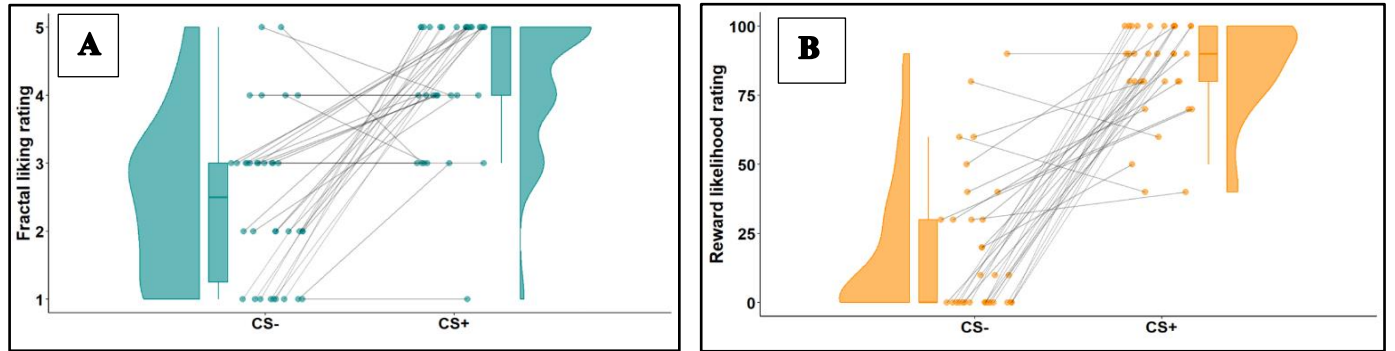 A
Fractal liking rating
5
4
3
2
1
CS-
CS+
B
Reward likelihood rating
100
75
50
25
0
CS-
CS+